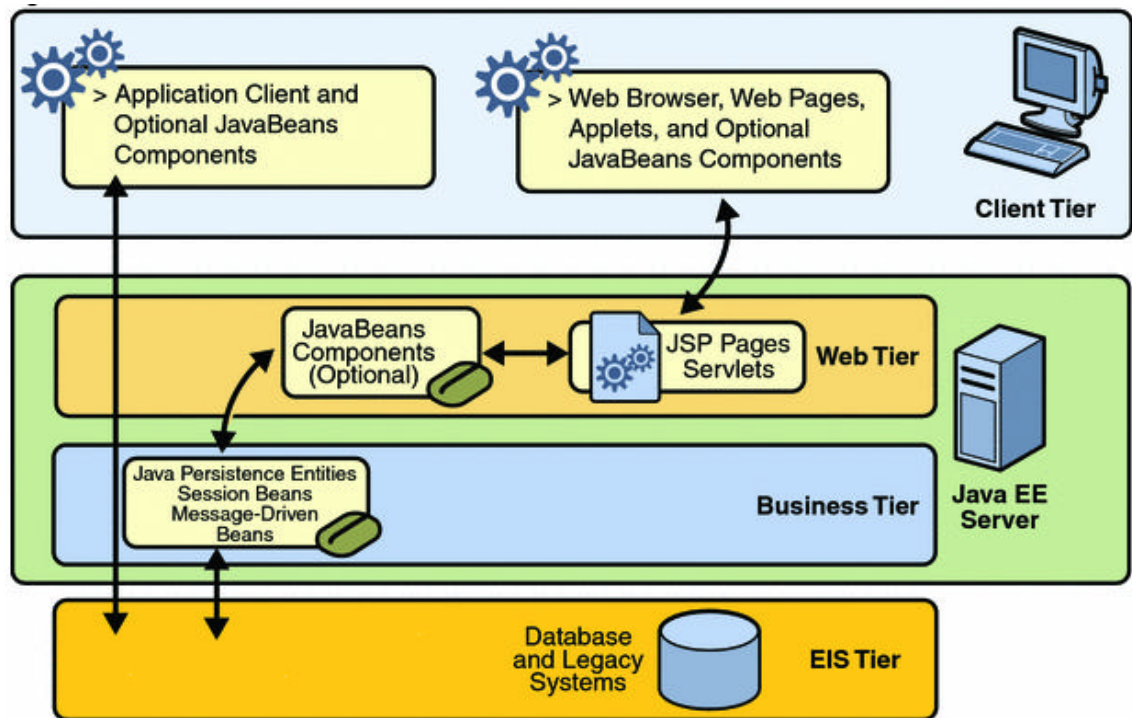 > Application Client and
Optional JavaBeans
Components
> Web Browser, Web Pages,
Applets, and Optional
JavaBeans Components
Client Tier
JavaBeans
Components
(Optional)
JSP Pages
Servlets
Web Tier
Java Persistence Entities
Session Beans
Message-Driven
Beans
Business Tier
Java EE
Server
Database
and Legacy
Systems
EIS Tier